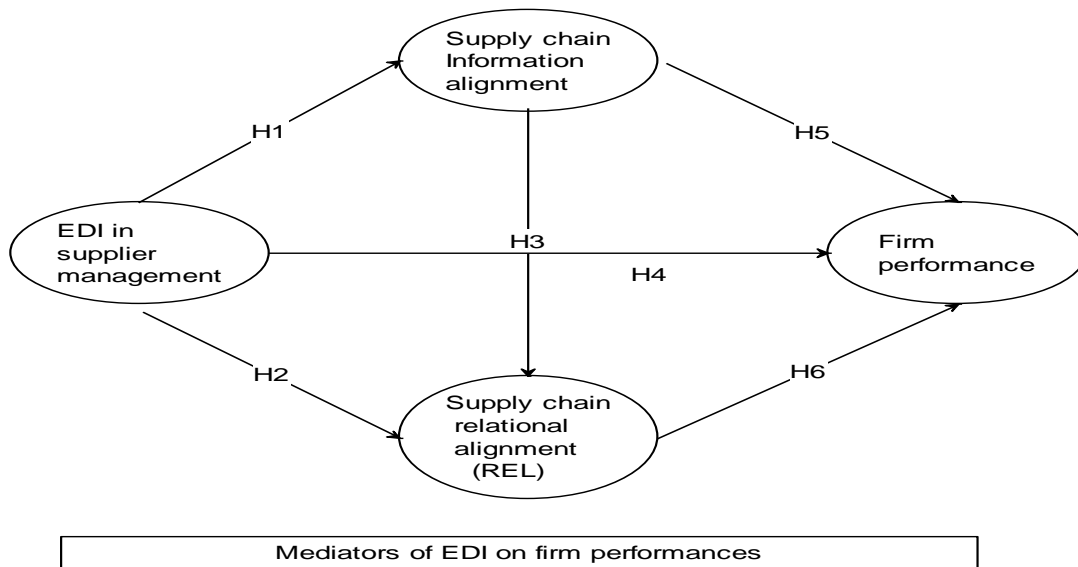 Supply chain
Information
alignment
H1
H5
EDI in
supplier
management
H3
H4
Firm
performance
H2
H6
Supply chain
relational
alignment
(REL)
Mediators of EDI on firm performances